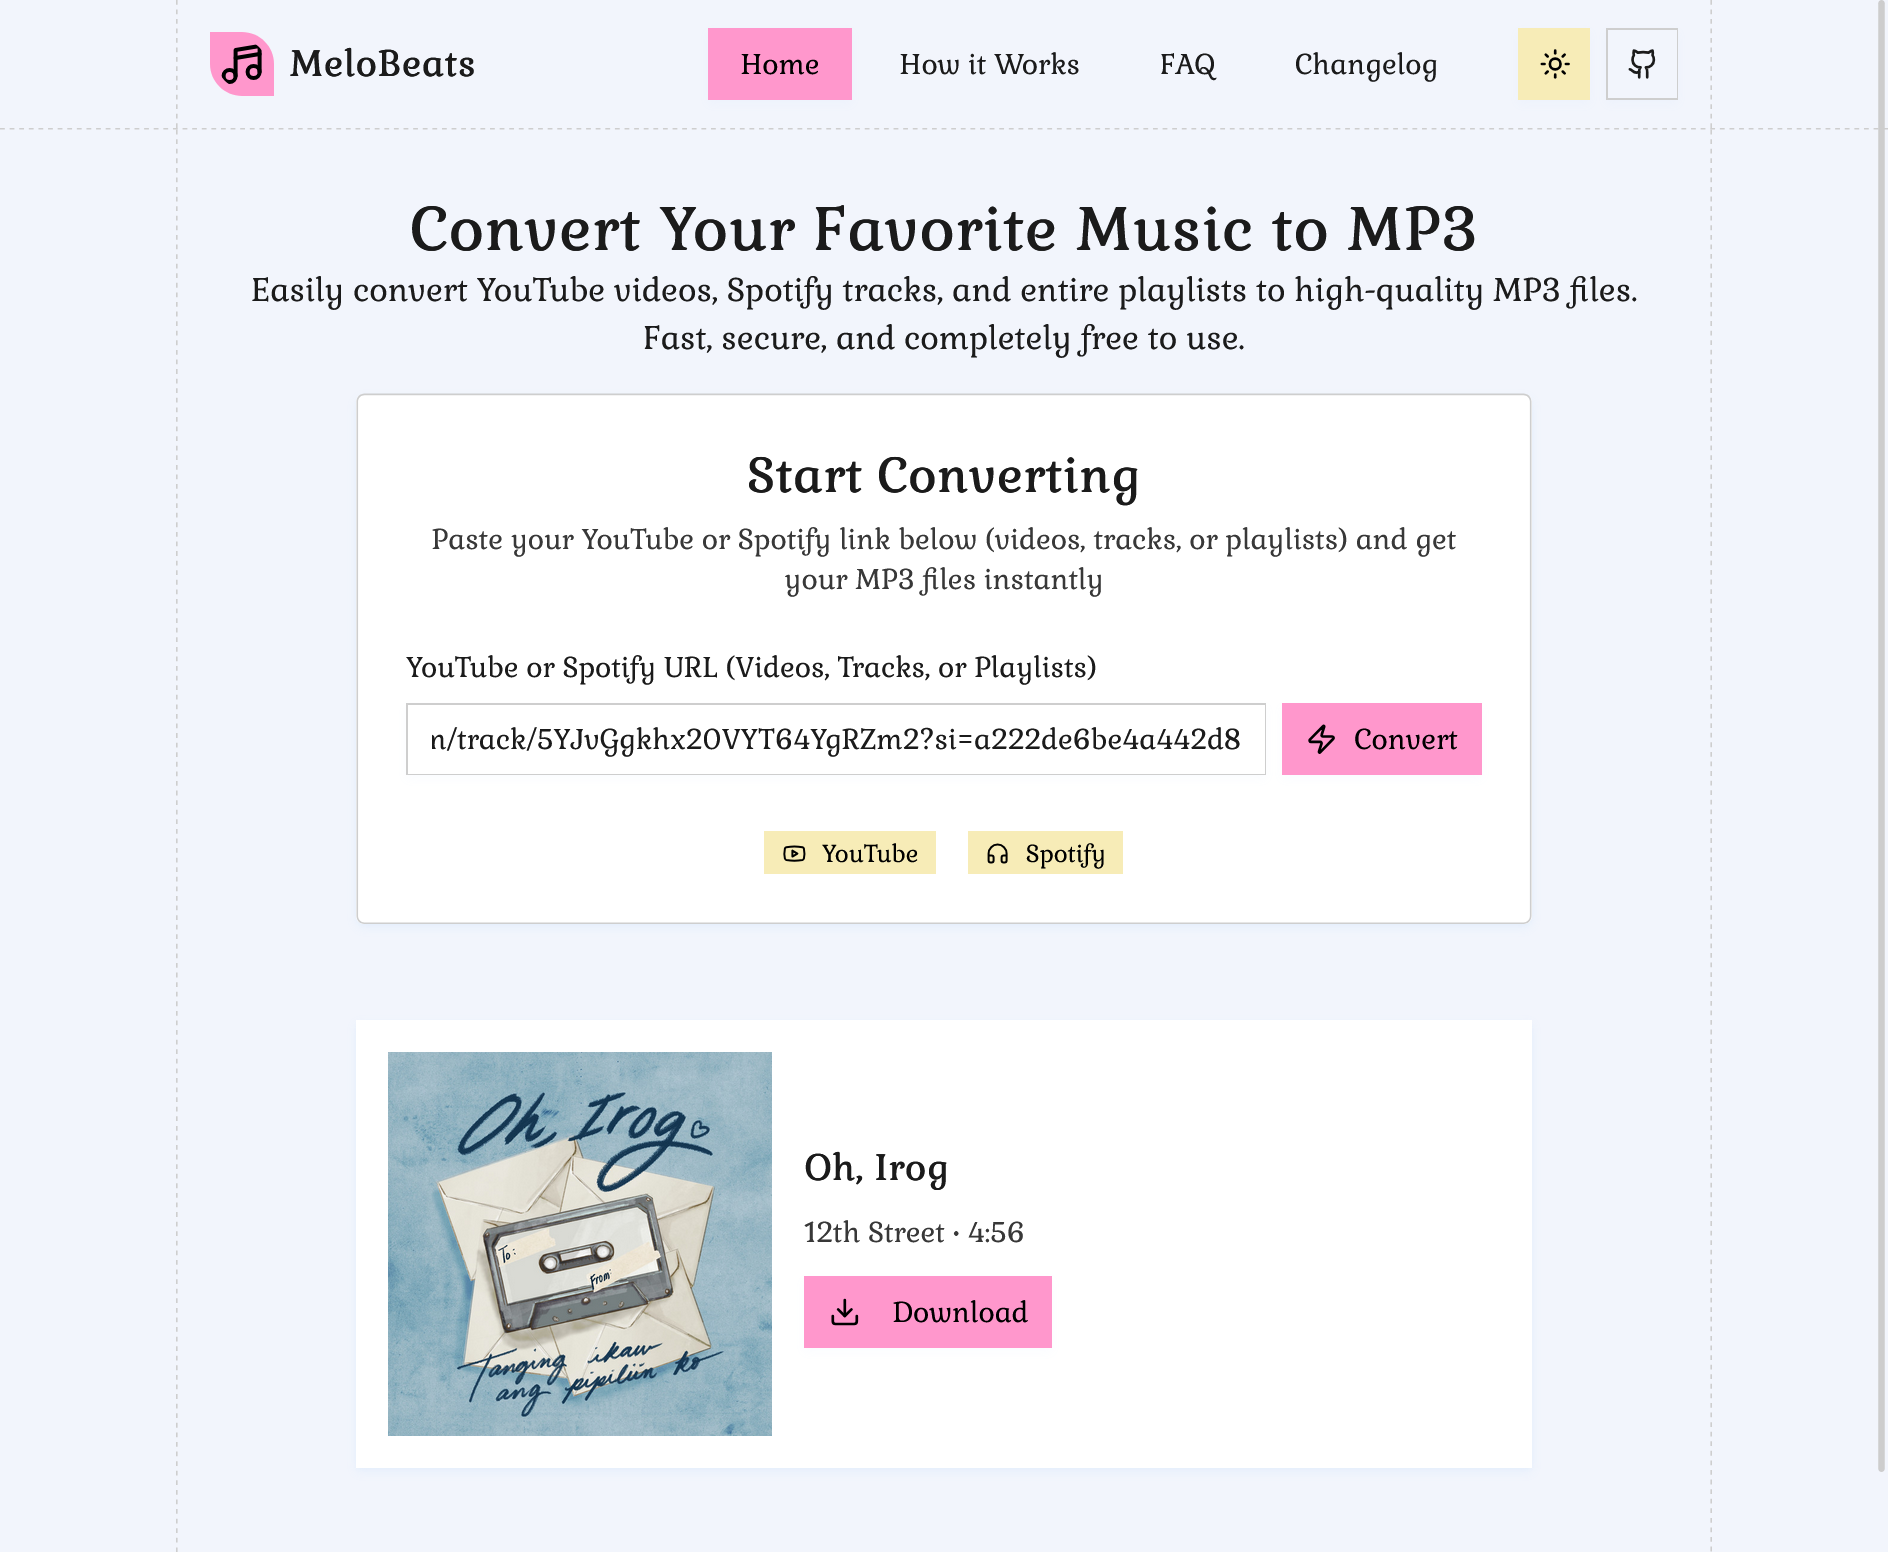 MeloBeats
Home
How it Works
FAQ
Changelog
Convert Your Favorite Music to MP3
Easily convert YouTube videos, Spotify tracks, and entire playlists to high-quality MP3 files.
Fast, secure, and completely free to use.
Start Converting
Paste your YouTube or Spotify link below (videos, tracks, or playlists) and get
your MP3 files instantly
YouTube or Spotify URL (Videos, Tracks, or Playlists)
n/track/5YJvGgkhx20VYT64YgRZm2?si=a222de6be4a442d8
Convert
YouTube
Spotify
Oh, Irog
To:
From:
Tanging ikaw
ang pipiliin ko
Oh, Irog
12th Street • 4:56
Download